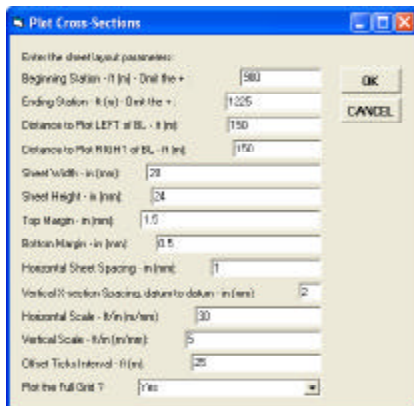 Plot Cross-Sections
Enter the sheet layout parameters:
Beginning Station - ft (m) - Omit the + 
OK
Ending Station - ft (m) - Omit the + : 1225
CANCEL
Distance to Plot LEFT of BL - ft (m): 150
Distance to Plot RIGHT of BL - ft (m): 150
Sheet Width - in (mm):
Sheet Height - in (mm): 24
Top Margin - in (mm): 1.5
Bottom Margin - in (mm): 0.5
Horizontal Sheet Spacing - in (mm): 1
Vertical X-section Spacing, datum to datum - in (mm) 2
Horizontal Scale - ft/in (m/mm): 30
Vertical Scale - ft/in (m/mm): 5
Offset Ticks Interval - ft (m): 25
Plot the Full Grid ? Yes